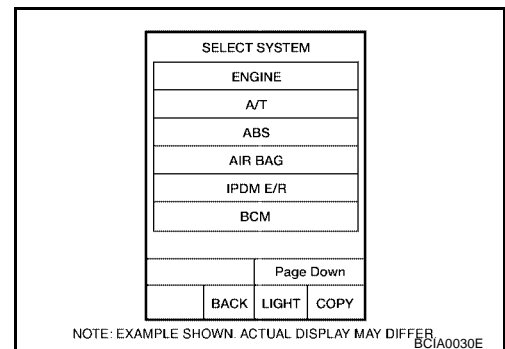 SELECT SYSTEM
ENGINE
A/T
ABS
AIR BAG
IPDM E/R
BCM
Page Down
BACK LIGHT COPY
NOTE: EXAMPLE SHOWN. ACTUAL DISPLAY MAY DIFFER
BCIA0030E